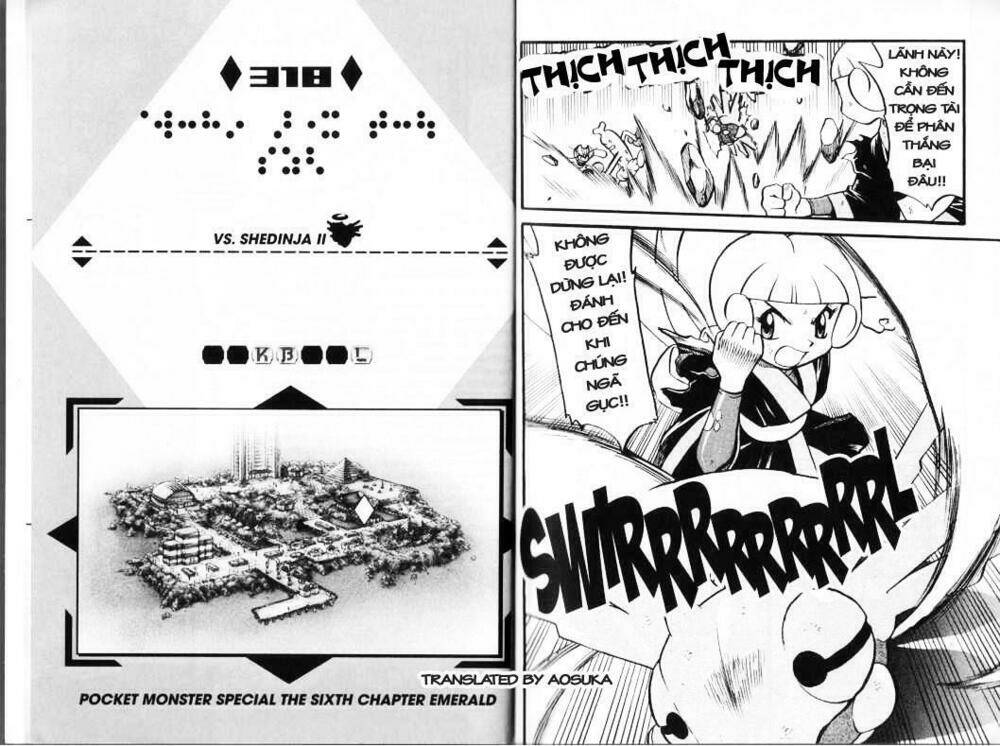 318
VS. SHEDINJA II
K B L
POCKET MONSTER SPECIAL THE SIXTH CHAPTER EMERALD
TRANSLATED BY AOSUKA
THỊCH THỊCH THỊCH
LÃNH NÀY!
KHÔNG
CẦN ĐẾN
TRỌNG TÀI
ĐỂ PHÂN
THẮNG
BẠI
ĐÂU!!
KHÔNG
ĐƯỢC
DỪNG LẠI!
ĐÁNH
CHO ĐẾN
KHI
CHÚNG
NGÃ
GỤC!!
SWIRRRRRRRRRL